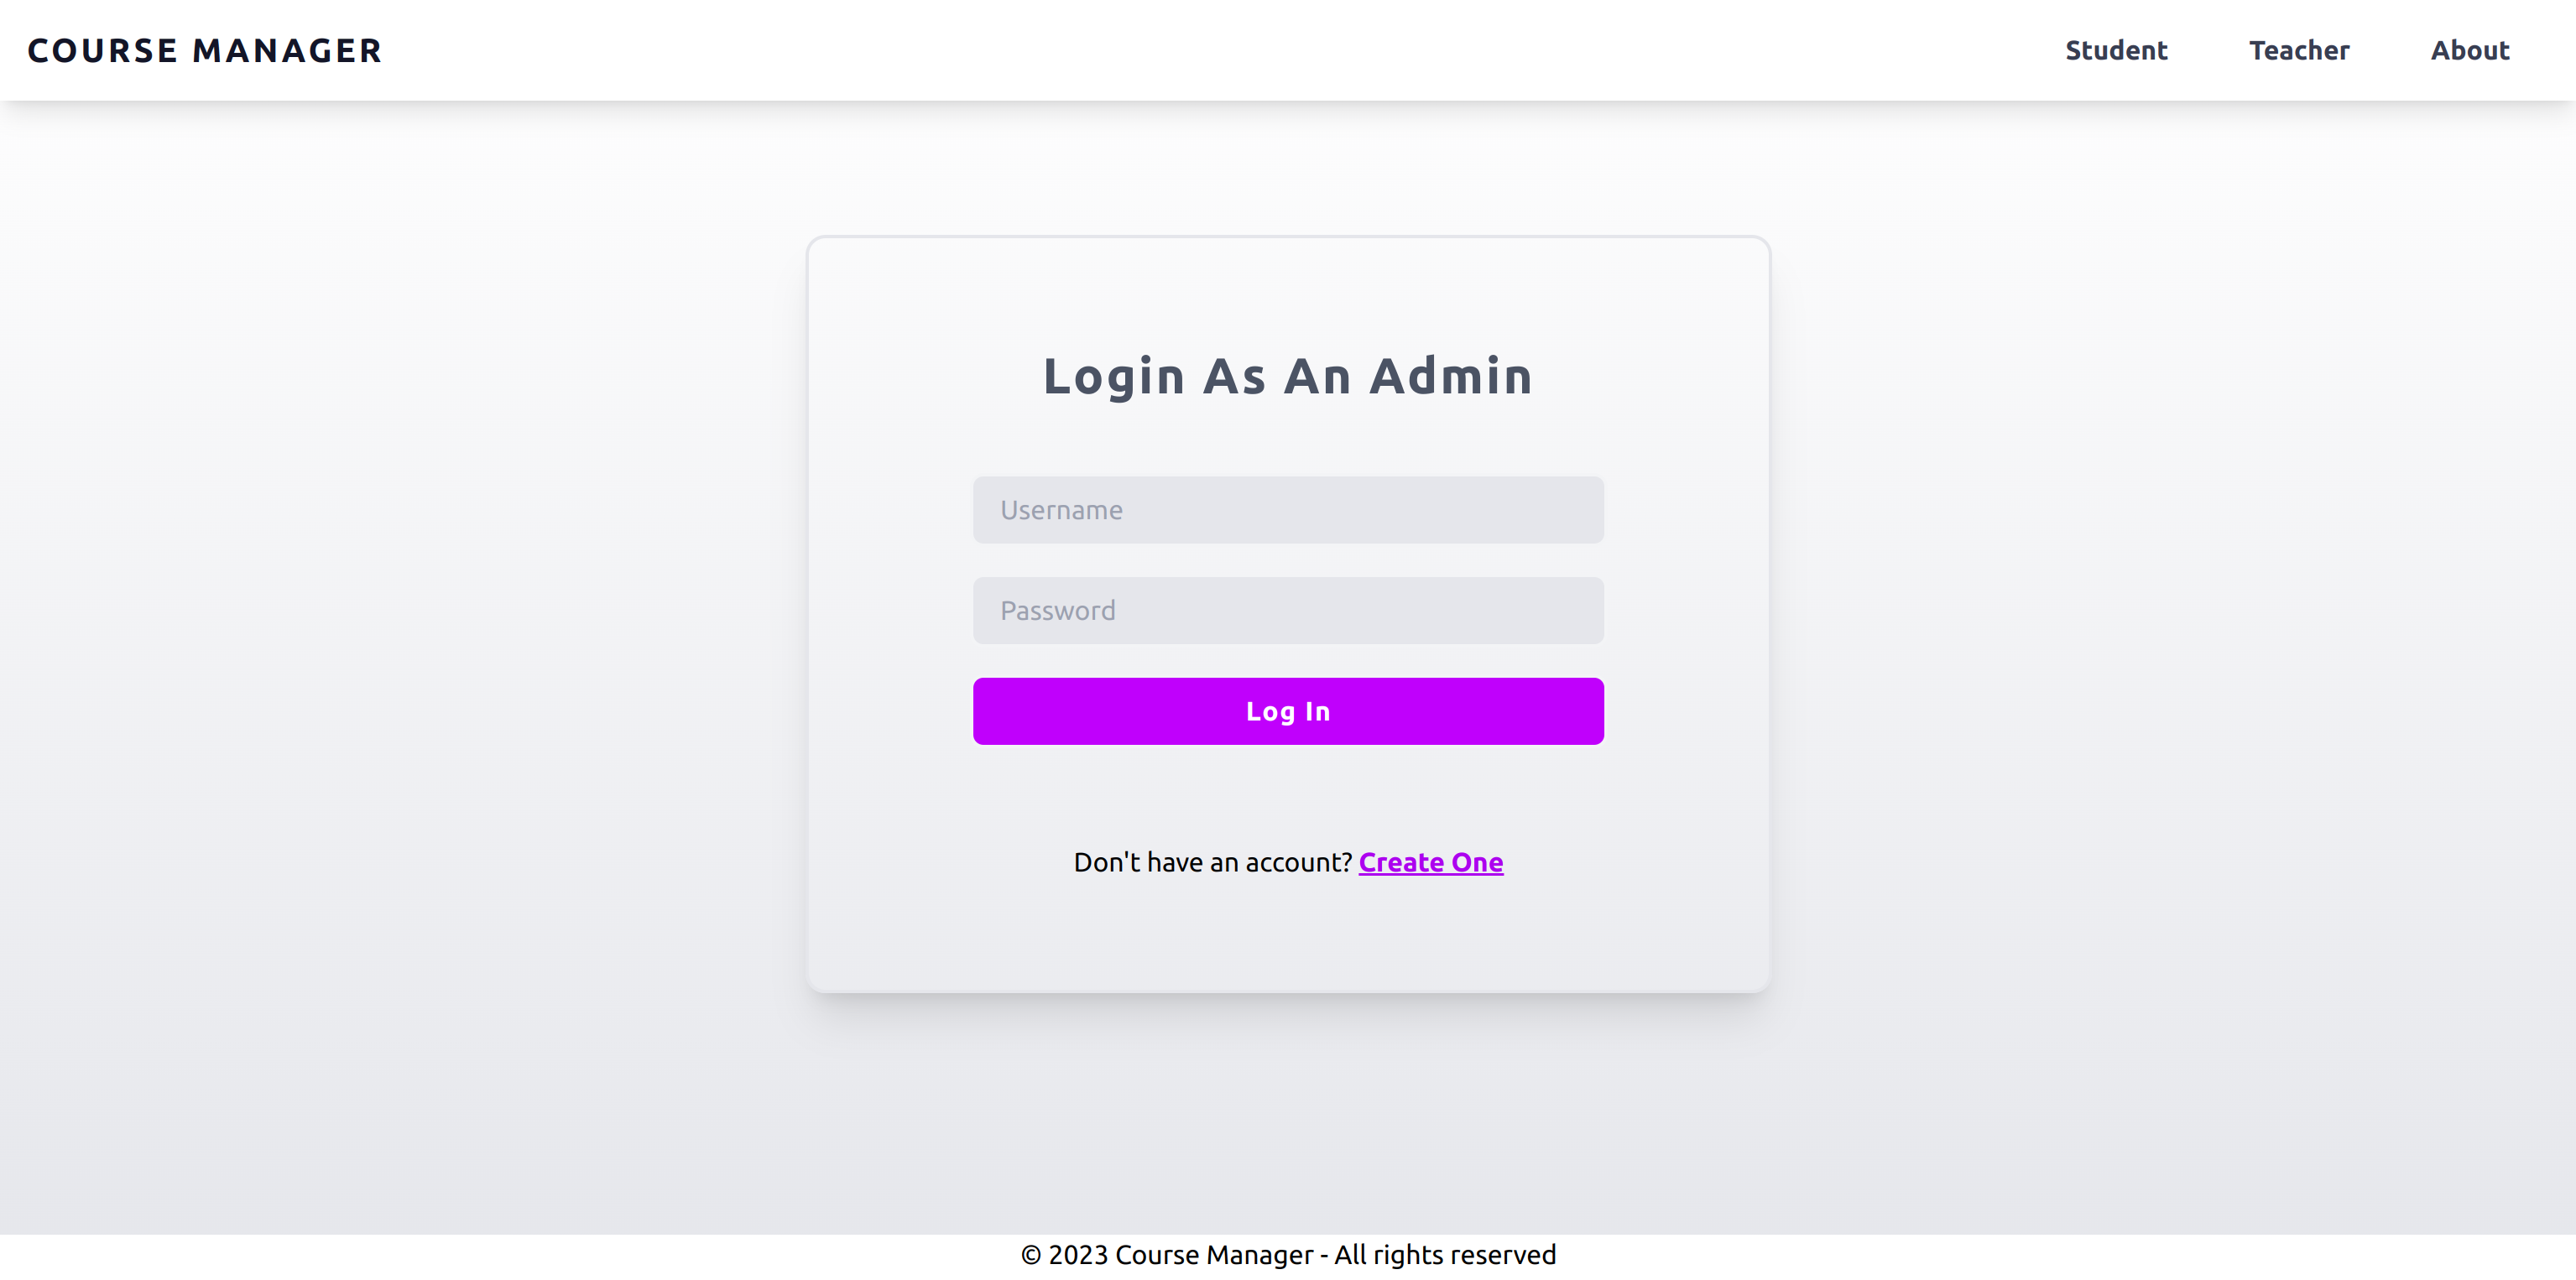 COURSE MANAGER
Student
Teacher
About
Login As An Admin
Username
Password
Log In
Don't have an account? Create One
© 2023 Course Manager - All rights reserved